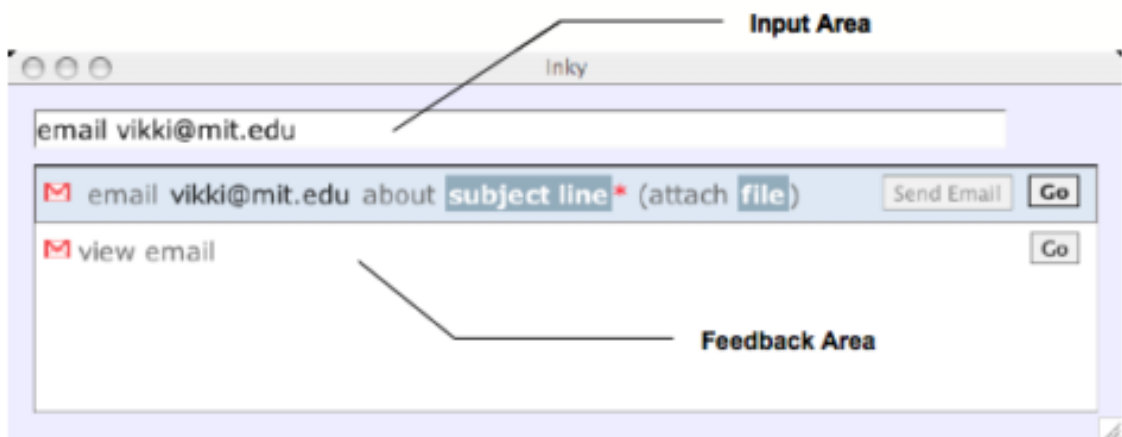 Input Area
Inky
email vikki@mit.edu
email vikki@mit.edu about subject line* (attach file) Send Email Go
view email Go
Feedback Area